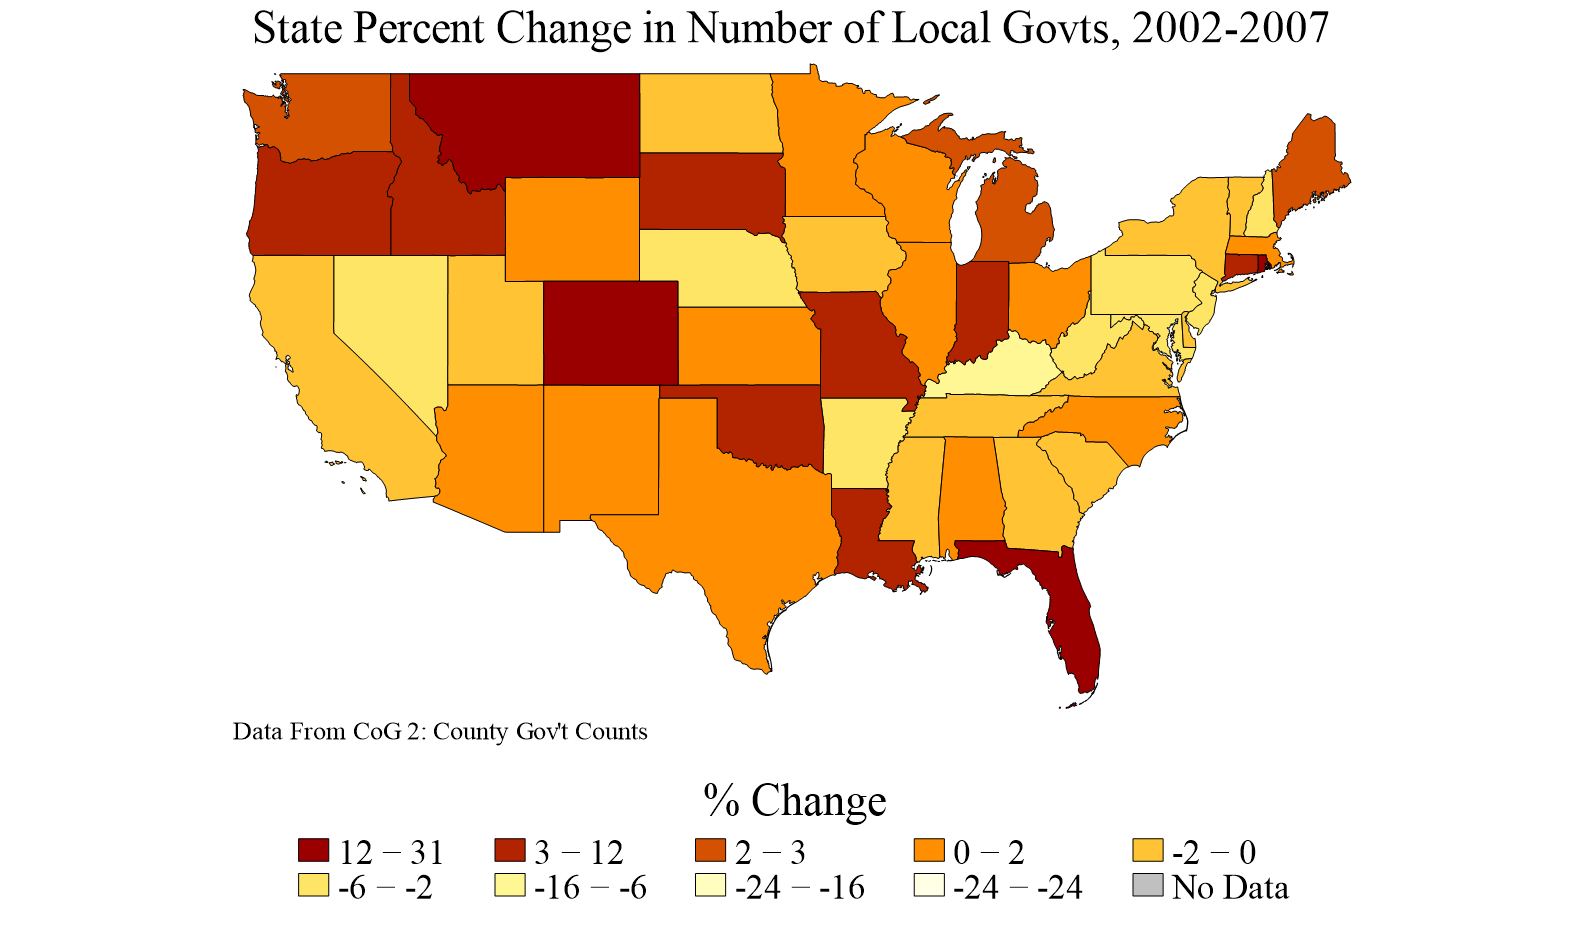 State Percent Change in Number of Local Govts, 2002-2007
Data From CoG 2: County Gov't Counts
% Change
12 − 31 3 − 12 2 − 3 0 − 2 -2 − 0
-6 − -2 -16 − -6 -24 − -16 -24 − -24 No Data